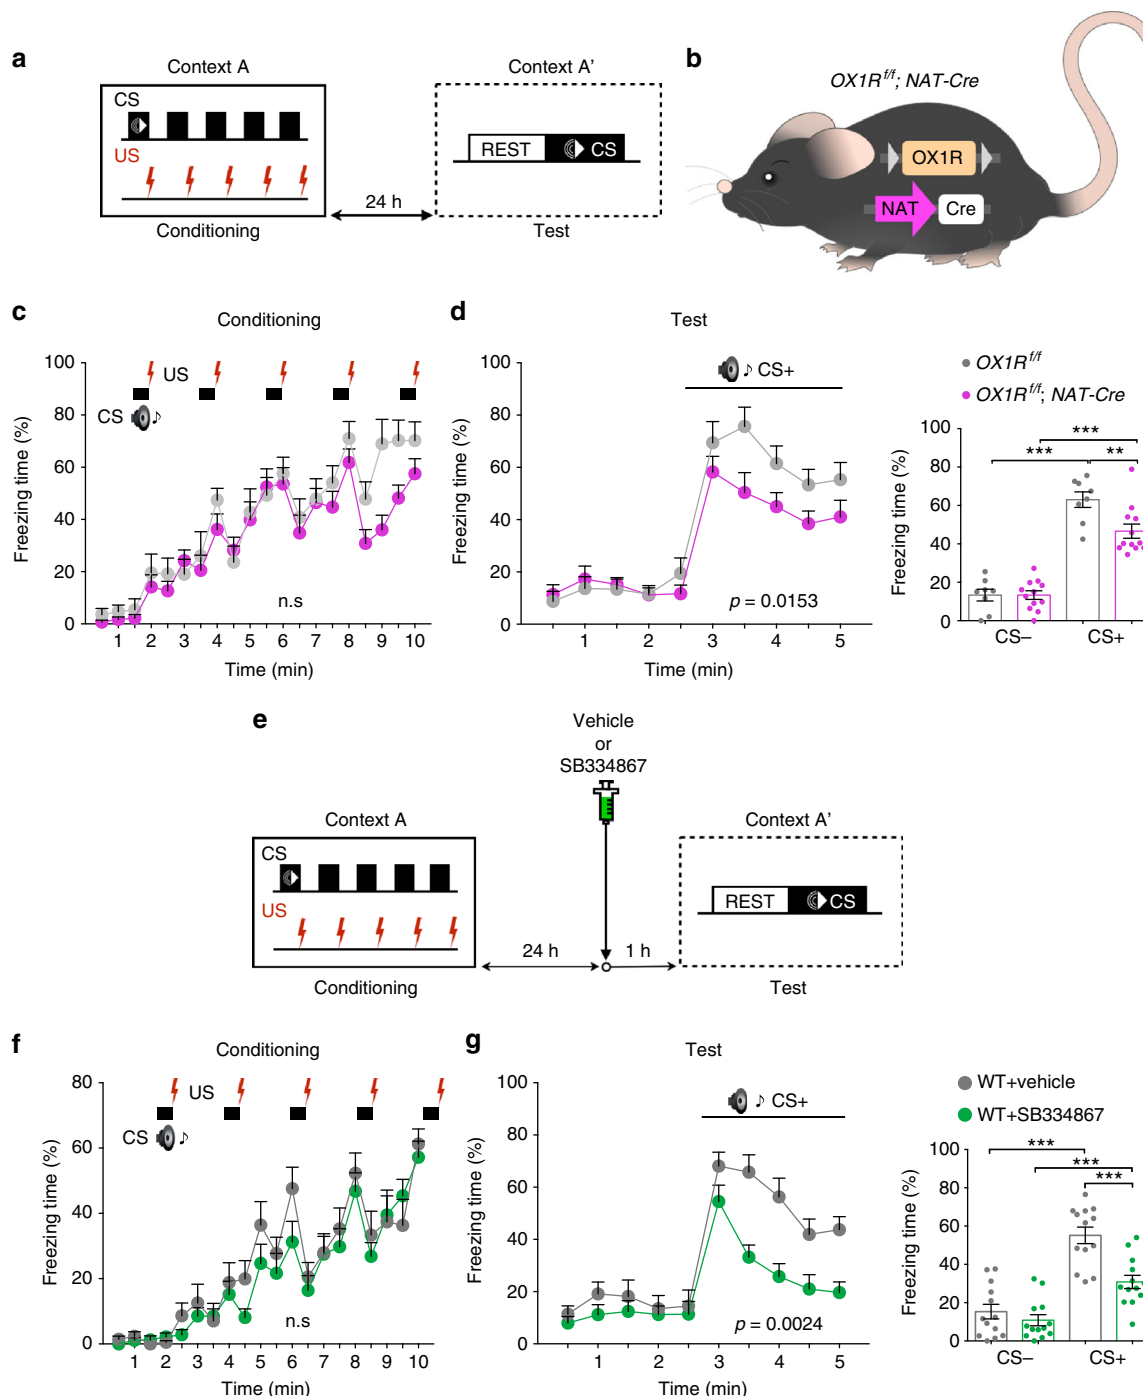 a
Context A
CS
US
Conditioning
24 h
Context A'
REST
CS
Test
b
OX1R^f/f; NAT-Cre
OX1R
NAT
Cre
c
Conditioning
Freezing time (%)
100
80
60
40
20
0
US
CS
♪
n.s
1 2 3 4 5 6 7 8 9 10
Time (min)
d
Test
Freezing time (%)
100
80
60
40
20
0
♪ CS+
p = 0.0153
1 2 3 4 5
Time (min)
OX1R^f/f
OX1R^f/f; NAT-Cre
Freezing time (%)
100
80
60
40
20
0
***
*** **
CS– CS+
e
Vehicle
or
SB334867
Context A
CS
US
Conditioning
24 h
1 h
Context A'
REST
CS
Test
f
Conditioning
Freezing time (%)
80
60
40
20
0
US
CS
♪
n.s
1 2 3 4 5 6 7 8 9 10
Time (min)
g
Test
Freezing time (%)
100
80
60
40
20
0
♪ CS+
p = 0.0024
1 2 3 4 5
Time (min)
WT+vehicle
WT+SB334867
Freezing time (%)
100
80
60
40
20
0
***
***
***
CS– CS+